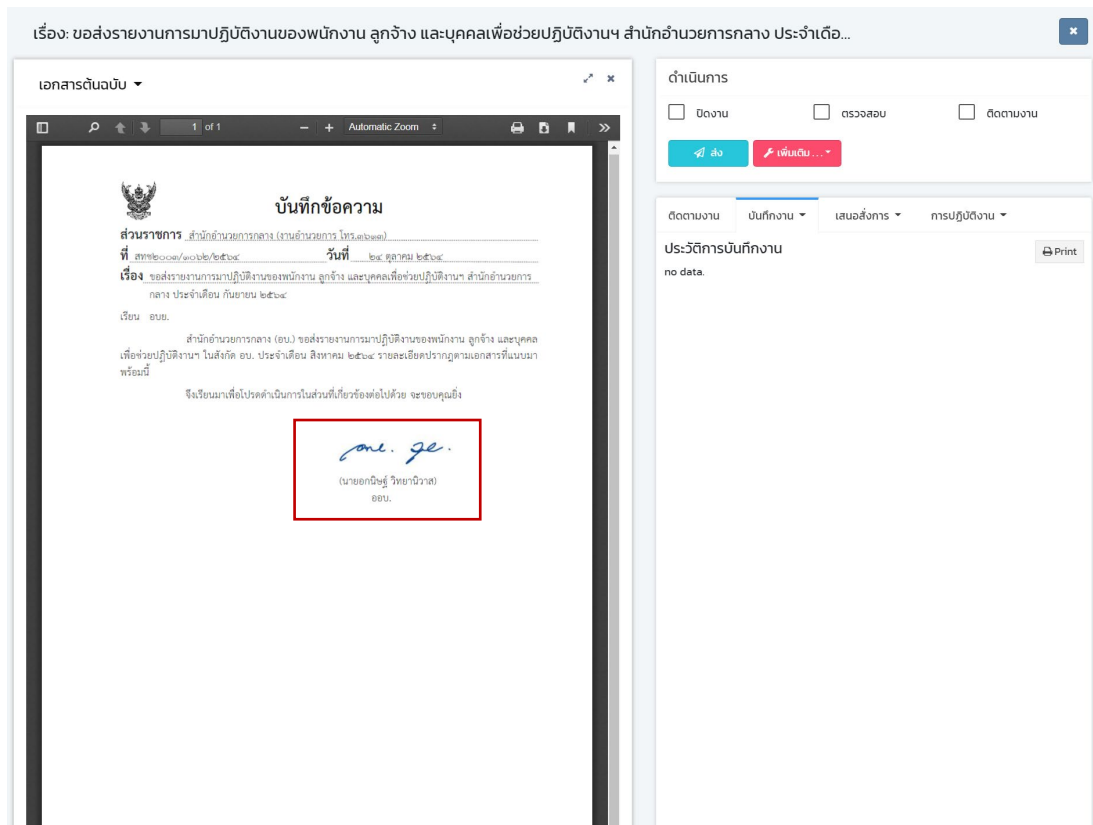 เรื่อง: ขอส่งรายงานการมาปฏิบัติงานของพนักงาน ลูกจ้าง และบุคคลเพื่อช่วยปฏิบัติงานฯ สำนักอำนวยการกลาง ประจำเดือ...
เอกสารต้นฉบับ
1 of 1
Automatic Zoom
บันทึกข้อความ
ส่วนราชการ สำนักอำนวยการกลาง (งานอำนวยการ โทร.๓๖๑๓)
ที่ สทช๒๐๐๓/๑๐๖๒/๒๕๖๔ วันที่ ๒๔ ตุลาคม ๒๕๖๔
เรื่อง ขอส่งรายงานการมาปฏิบัติงานของพนักงาน ลูกจ้าง และบุคคลเพื่อช่วยปฏิบัติงานฯ สำนักอำนวยการ
กลาง ประจำเดือน กันยายน ๒๕๖๔
เรียน อบย.
สำนักอำนวยการกลาง (อบ.) ขอส่งรายงานการมาปฏิบัติงานของพนักงาน ลูกจ้าง และบุคคล
เพื่อช่วยปฏิบัติงานฯ ในสังกัด อบ. ประจำเดือน สิงหาคม ๒๕๖๔ รายละเอียดปรากฏตามเอกสารที่แนบมา
พร้อมนี้
จึงเรียนมาเพื่อโปรดดำเนินการในส่วนที่เกี่ยวข้องต่อไปด้วย จะขอบคุณยิ่ง
(นายอกนิษฐ์ วิทยานิวาส)
ออบ.
ดำเนินการ
ปิดงาน ตรวจสอบ ติดตามงาน
ส่ง เพิ่มเติม...
ติดตามงาน บันทึกงาน เสนอสั่งการ การปฏิบัติงาน
ประวัติการบันทึกงาน
Print
no data.